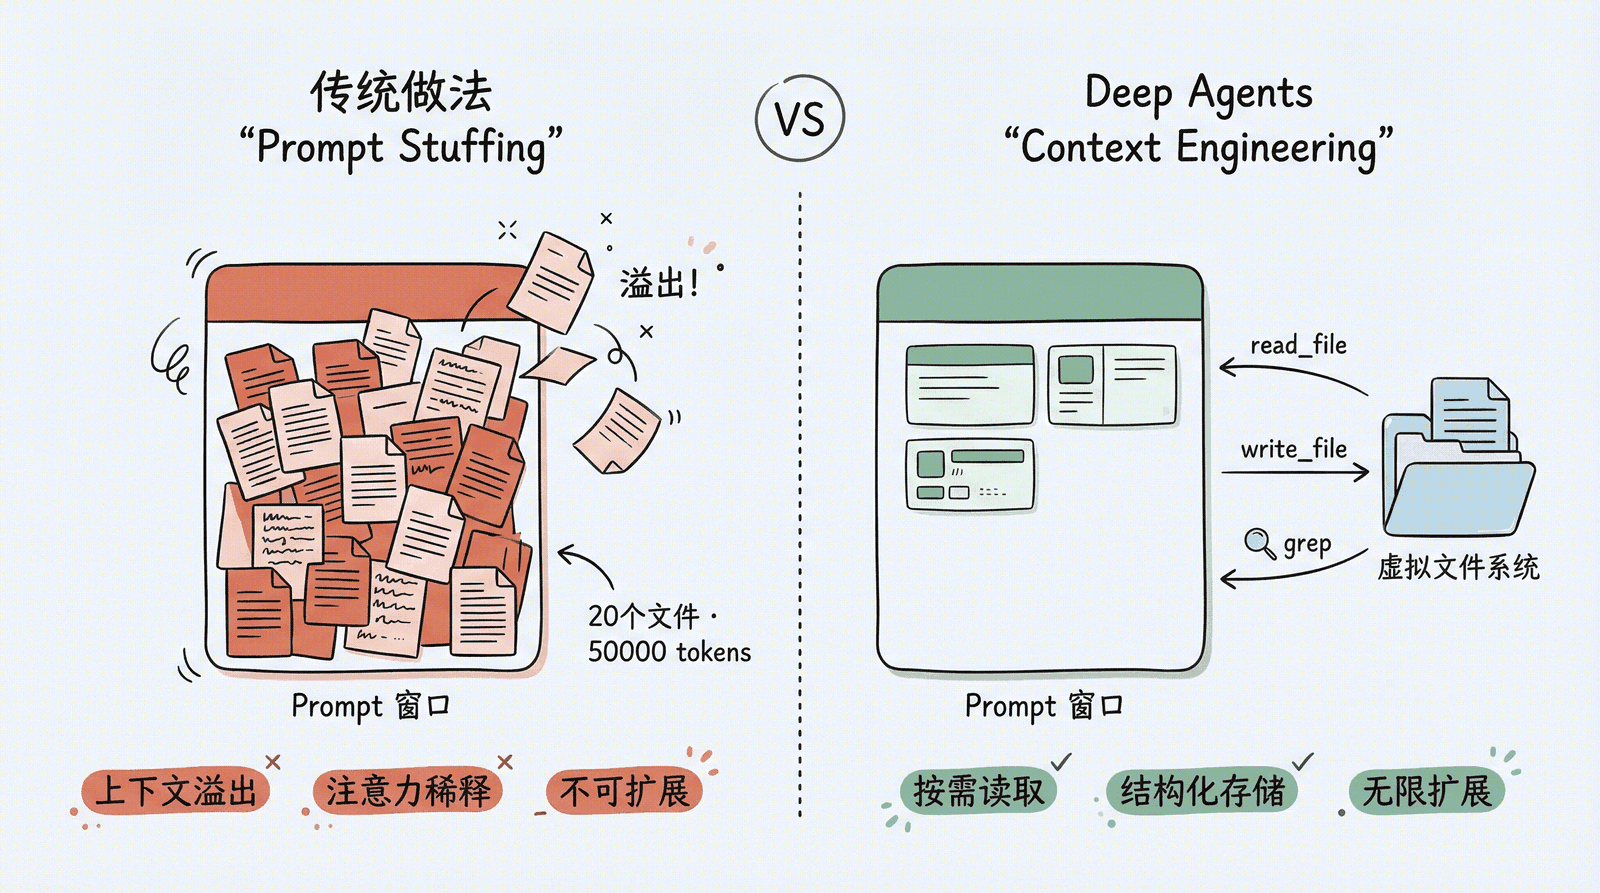 传统做法
“Prompt Stuffing”
VS
Deep Agents
“Context Engineering”
溢出!
20个文件 ·
50000 tokens
Prompt 窗口
read_file
write_file
grep
虚拟文件系统
Prompt 窗口
上下文溢出
注意力稀释
不可扩展
按需读取
结构化存储
无限扩展